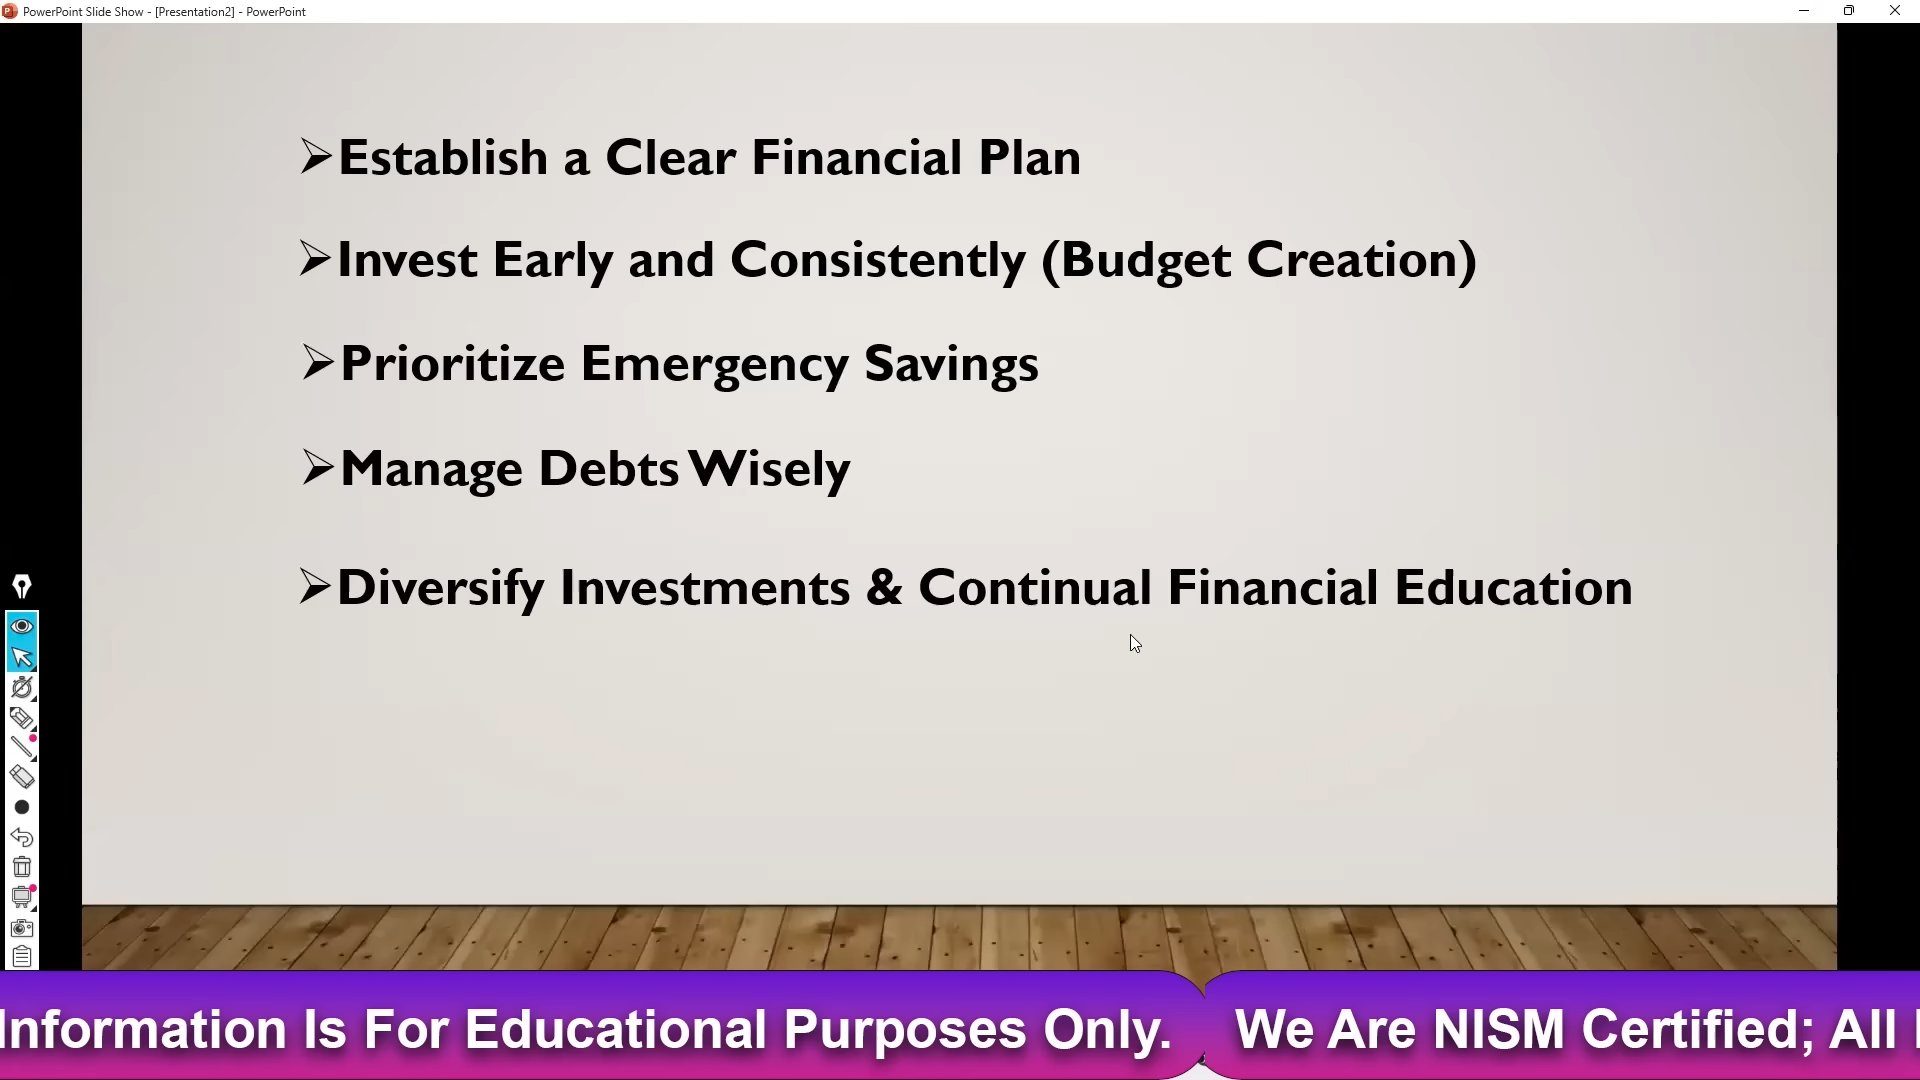 PowerPoint Slide Show - [Presentation2] - PowerPoint
➢Establish a Clear Financial Plan
➢Invest Early and Consistently (Budget Creation)
➢Prioritize Emergency Savings
➢Manage Debts Wisely
➢Diversify Investments & Continual Financial Education
Information Is For Educational Purposes Only. We Are NISM Certified; All